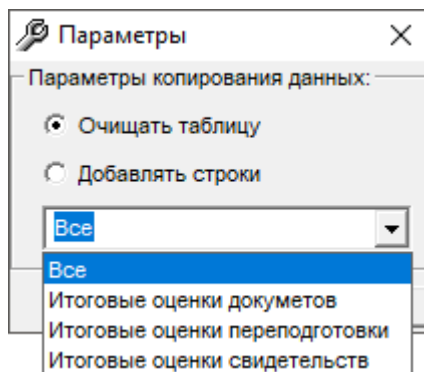 Параметры
Параметры копирования данных:
Очищать таблицу
Добавлять строки
Все
Все
Итоговые оценки докуметов
Итоговые оценки переподготовки
Итоговые оценки свидетельств